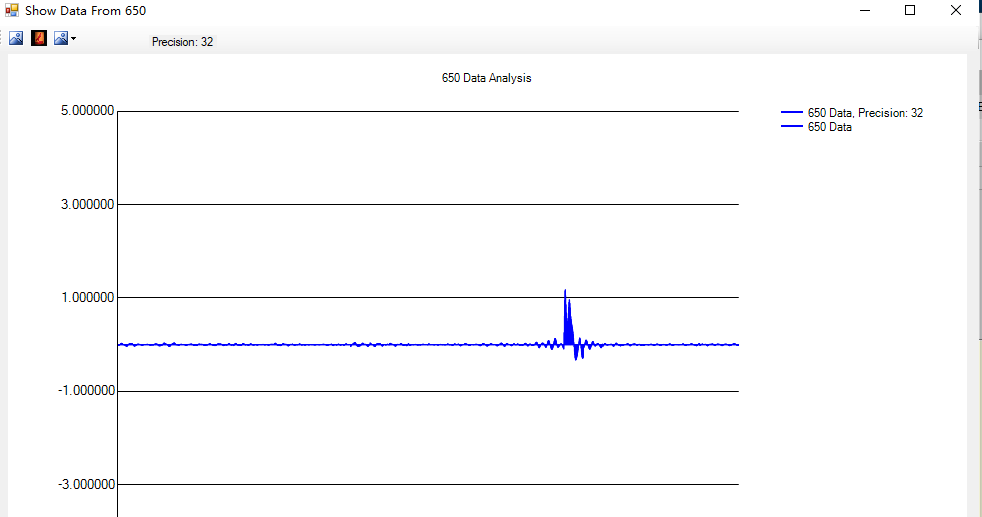 Show Data From 650
Precision: 32
650 Data Analysis
5.000000
3.000000
1.000000
-1.000000
-3.000000
650 Data, Precision: 32
650 Data